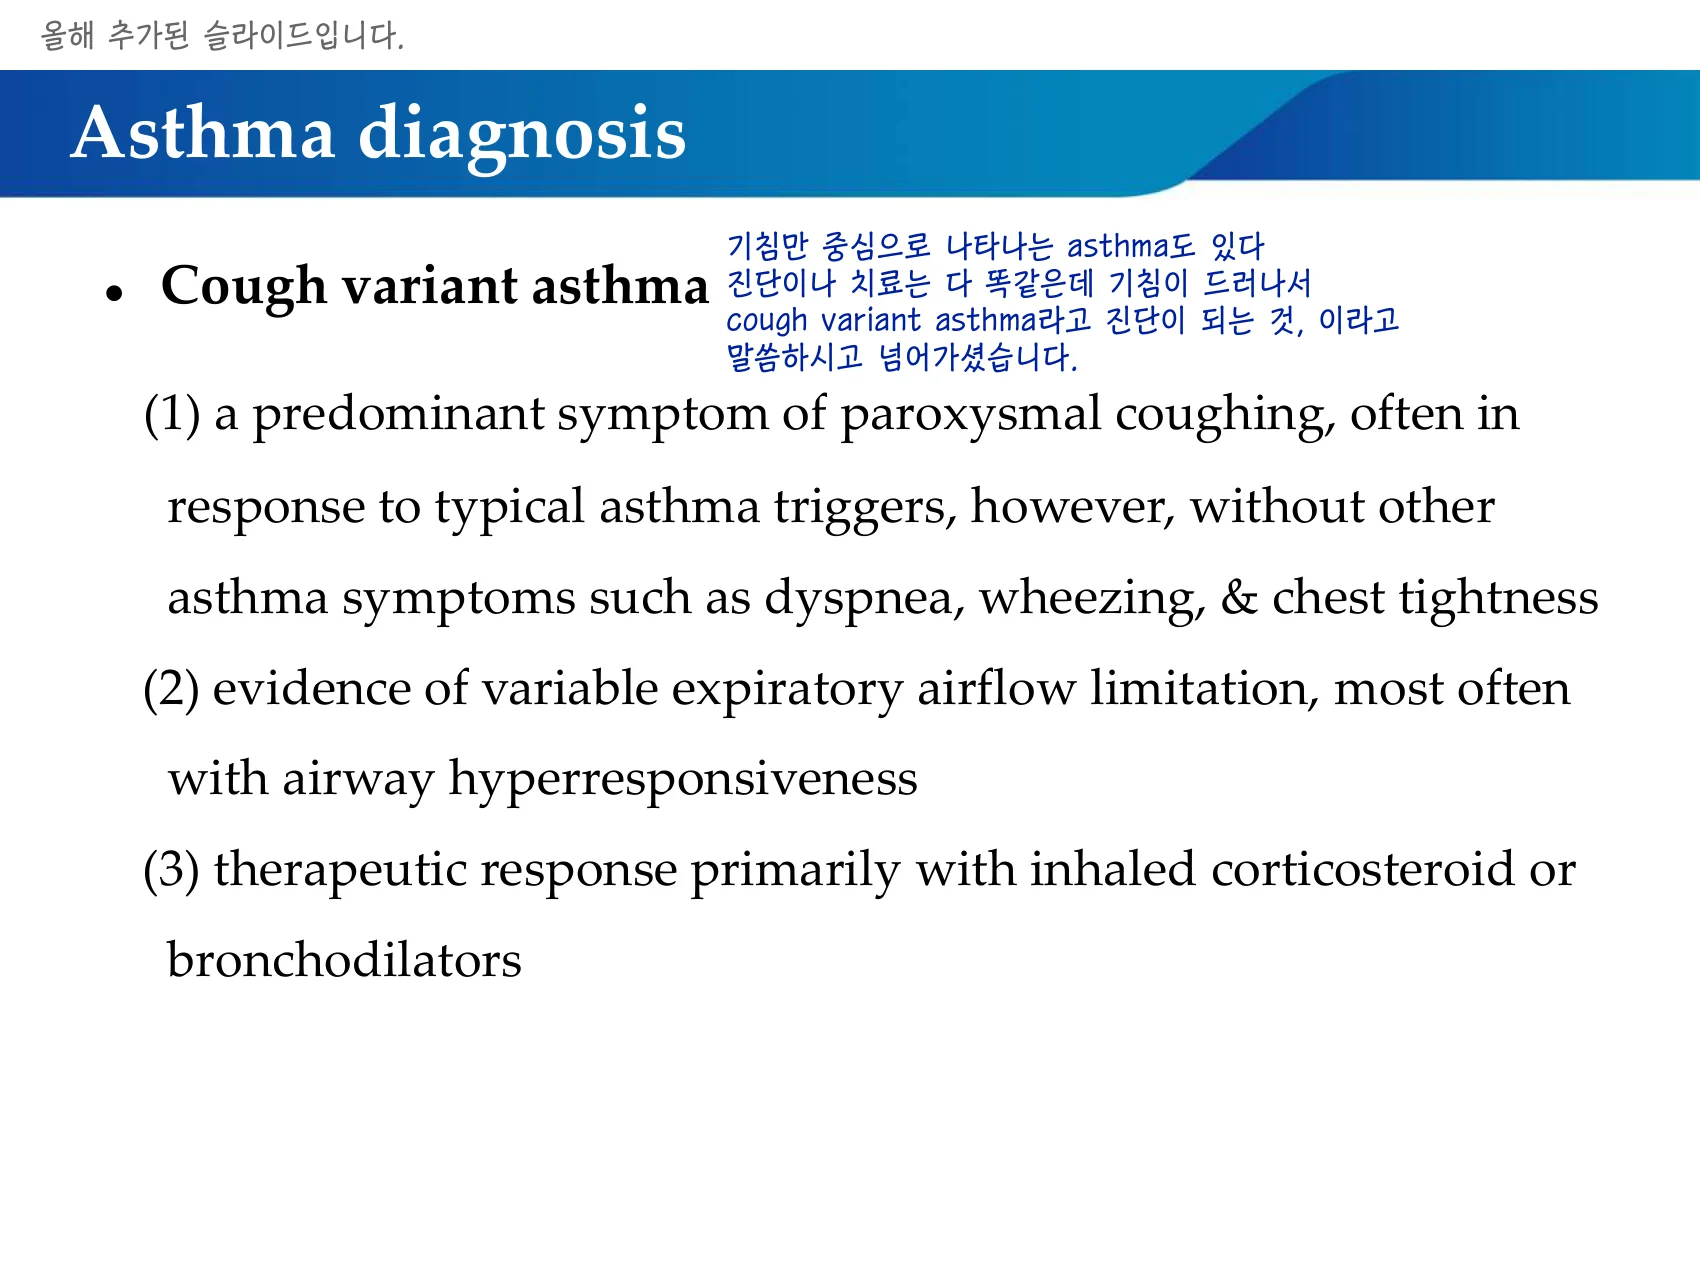 올해 추가된 슬라이드입니다.
Asthma diagnosis
• Cough variant asthma
기침만 중심으로 나타나는 asthma도 있다
진단이나 치료는 다 똑같은데 기침이 드러나서
cough variant asthma라고 진단이 되는 것, 이라고
말씀하시고 넘어가셨습니다.
(1) a predominant symptom of paroxysmal coughing, often in
response to typical asthma triggers, however, without other
asthma symptoms such as dyspnea, wheezing, & chest tightness
(2) evidence of variable expiratory airflow limitation, most often
with airway hyperresponsiveness
(3) therapeutic response primarily with inhaled corticosteroid or
bronchodilators